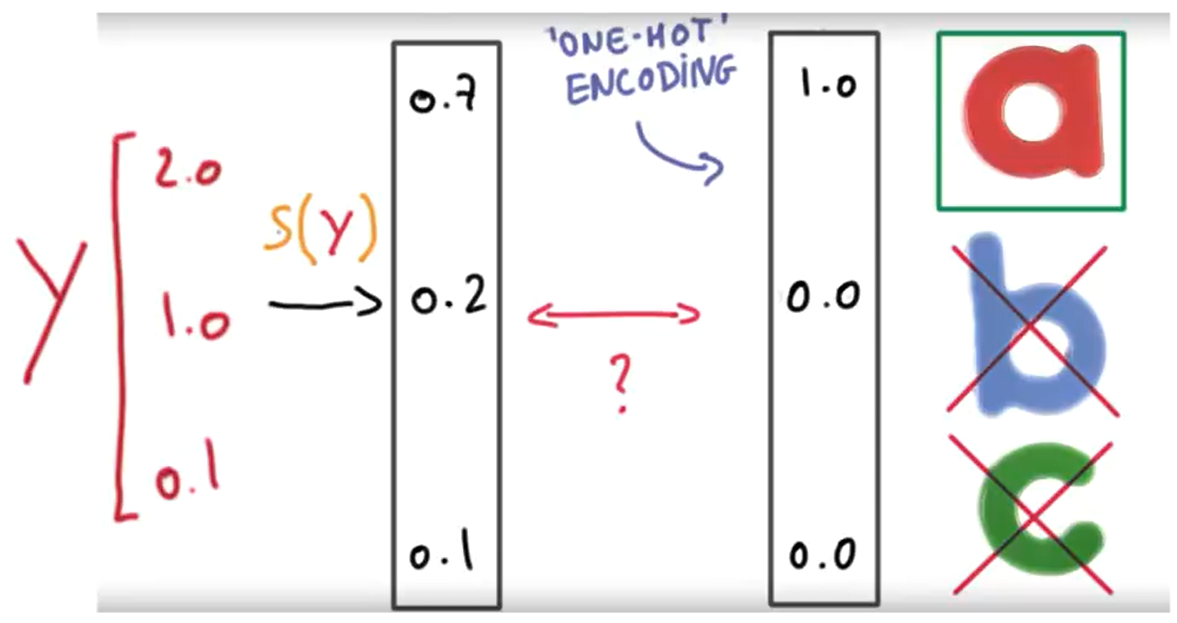 Y
2.0
1.0
0.1
S(Y)
0.7
0.2
0.1
'ONE-HOT'
ENCODING
?
1.0
0.0
0.0
a
b
c